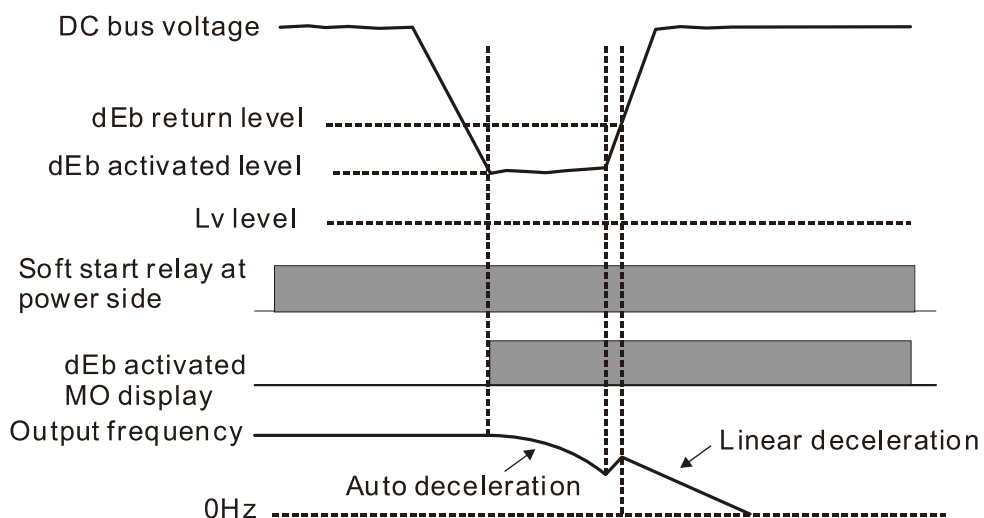 DC bus voltage
dEb return level
dEb activated level
Lv level
Soft start relay at
power side
dEb activated
MO display
Output frequency
Linear deceleration
Auto deceleration
0Hz